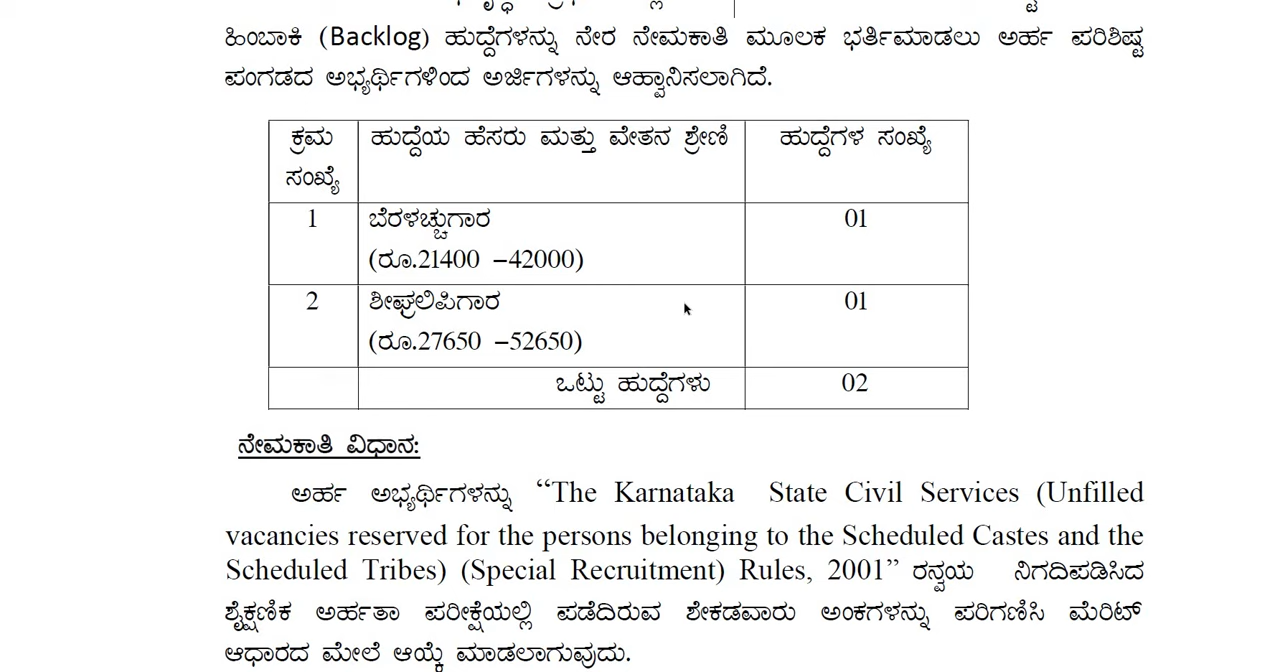 ಹಿಂಬಾಕಿ (Backlog) ಹುದ್ದೆಗಳನ್ನು ನೇರ ನೇಮಕಾತಿ ಮೂಲಕ ಭರ್ತಿಮಾಡಲು ಅರ್ಹ ಪರಿಶಿಷ್ಟ
ಪಂಗಡದ ಅಭ್ಯರ್ಥಿಗಳಿಂದ ಅರ್ಜಿಗಳನ್ನು ಆಹ್ವಾನಿಸಲಾಗಿದೆ.
ಕ್ರಮ ಹುದ್ದೆಯ ಹೆಸರು ಮತ್ತು ವೇತನ ಶ್ರೇಣಿ ಹುದ್ದೆಗಳ ಸಂಖ್ಯೆ
ಸಂಖ್ಯೆ
1 ಬೆರಳಚ್ಚುಗಾರ 01
(ರೂ.21400 –42000)
2 ಶೀಘ್ರಲಿಪಿಗಾರ 01
(ರೂ.27650 –52650)
ಒಟ್ಟು ಹುದ್ದೆಗಳು 02
ನೇಮಕಾತಿ ವಿಧಾನ:
ಅರ್ಹ ಅಭ್ಯರ್ಥಿಗಳನ್ನು “The Karnataka State Civil Services (Unfilled
vacancies reserved for the persons belonging to the Scheduled Castes and the
Scheduled Tribes) (Special Recruitment) Rules, 2001” ರನ್ವಯ ನಿಗದಿಪಡಿಸಿದ
ಶೈಕ್ಷಣಿಕ ಅರ್ಹತಾ ಪರೀಕ್ಷೆಯಲ್ಲಿ ಪಡೆದಿರುವ ಶೇಕಡವಾರು ಅಂಕಗಳನ್ನು ಪರಿಗಣಿಸಿ ಮೆರಿಟ್
ಆಧಾರದ ಮೇಲೆ ಆಯ್ಕೆ ಮಾಡಲಾಗುವುದು.